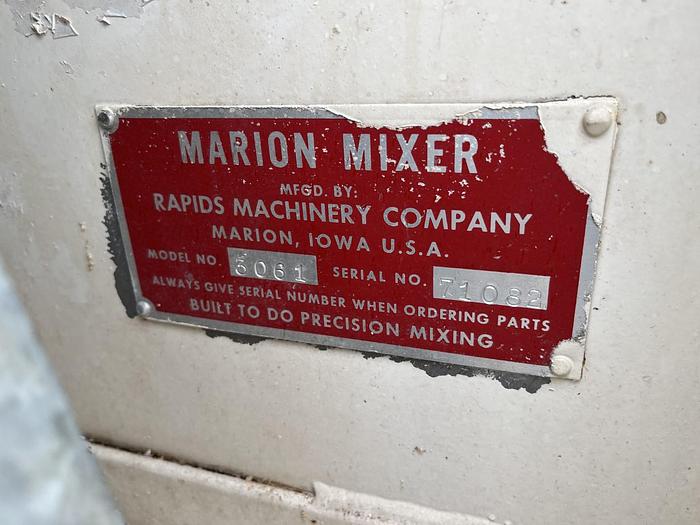 MARION MIXER
MFGD. BY:
RAPIDS MACHINERY COMPANY
MARION, IOWA U.S.A.
MODEL NO. 5061 SERIAL NO. 71082
ALWAYS GIVE SERIAL NUMBER WHEN ORDERING PARTS
BUILT TO DO PRECISION MIXING